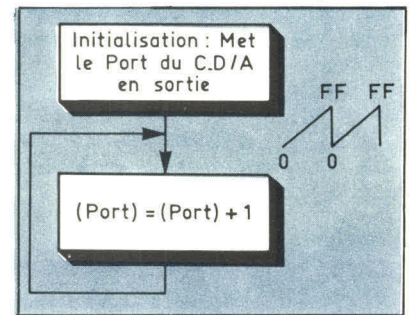 Initialisation : Met
le Port du C.D/A
en sortie
FF FF
0 0
(Port) = (Port) + 1